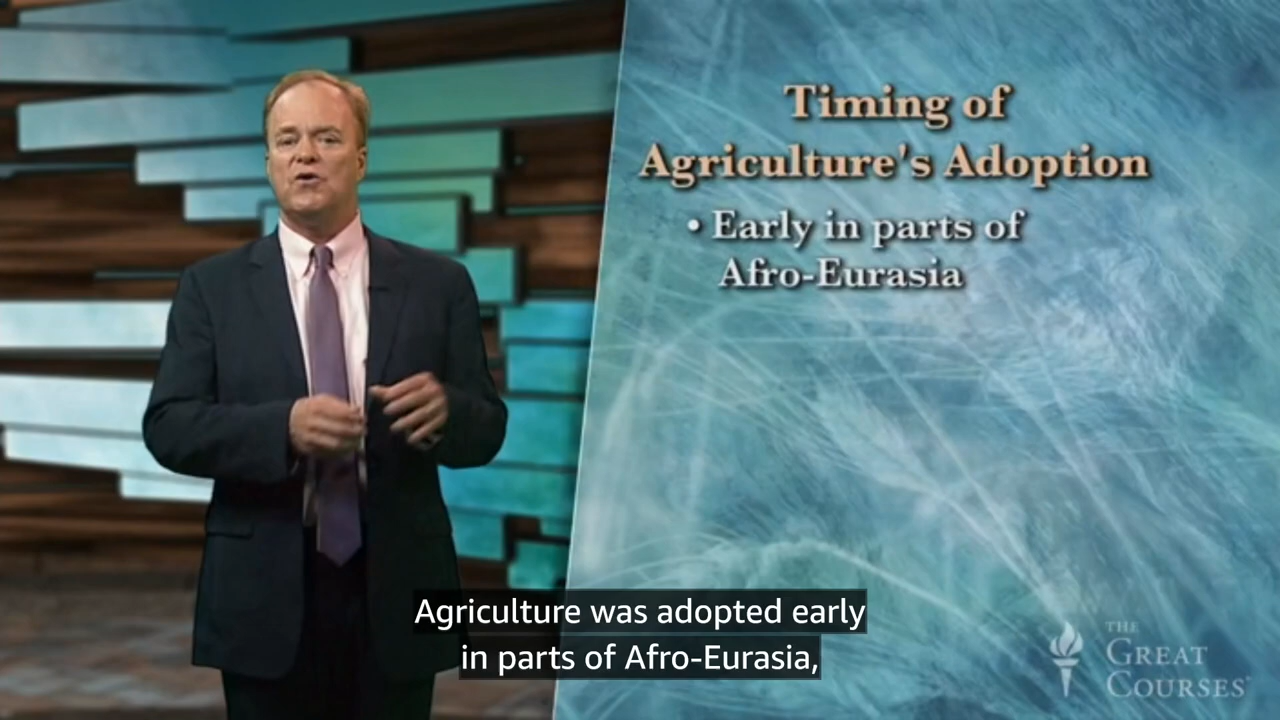 Timing of
Agriculture's Adoption
• Early in parts of
Afro-Eurasia
Agriculture was adopted early
in parts of Afro-Eurasia,
THE
GREAT
COURSES®